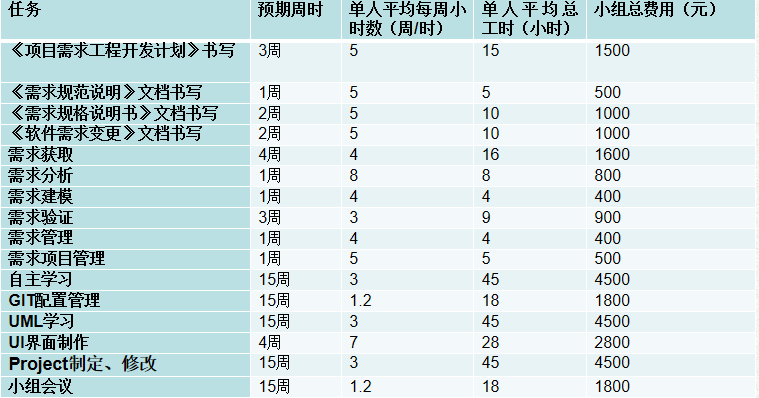 任务 预期周时 单人平均每周小时数（周/时） 单人平均总工时（小时） 小组总费用（元）
《项目需求工程开发计划》书写 3周 5 15 1500
《需求规范说明》文档书写 1周 5 5 500
《需求规格说明书》文档书写 2周 5 10 1000
《软件需求变更》文档书写 2周 5 10 1000
需求获取 4周 4 16 1600
需求分析 1周 8 8 800
需求建模 1周 4 4 400
需求验证 3周 3 9 900
需求管理 1周 4 4 400
需求项目管理 1周 5 5 500
自主学习 15周 3 45 4500
GIT配置管理 15周 1.2 18 1800
UML学习 15周 3 45 4500
UI界面制作 4周 7 28 2800
Project制定、修改 15周 3 45 4500
小组会议 15周 1.2 18 1800